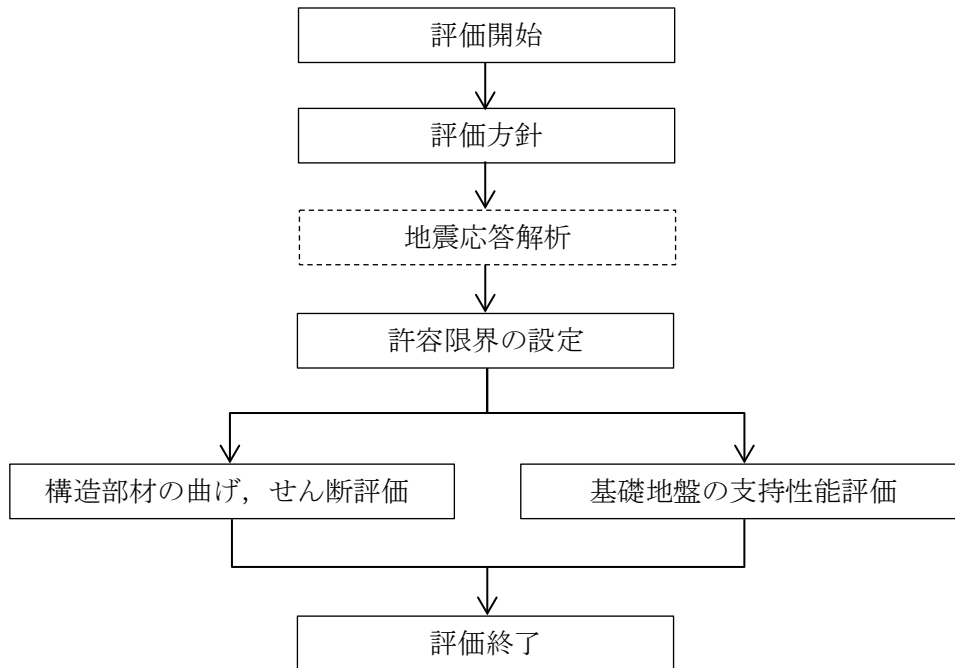 評価開始
評価方針
地震応答解析
許容限界の設定
構造部材の曲げ，せん断評価
基礎地盤の支持性能評価
評価終了